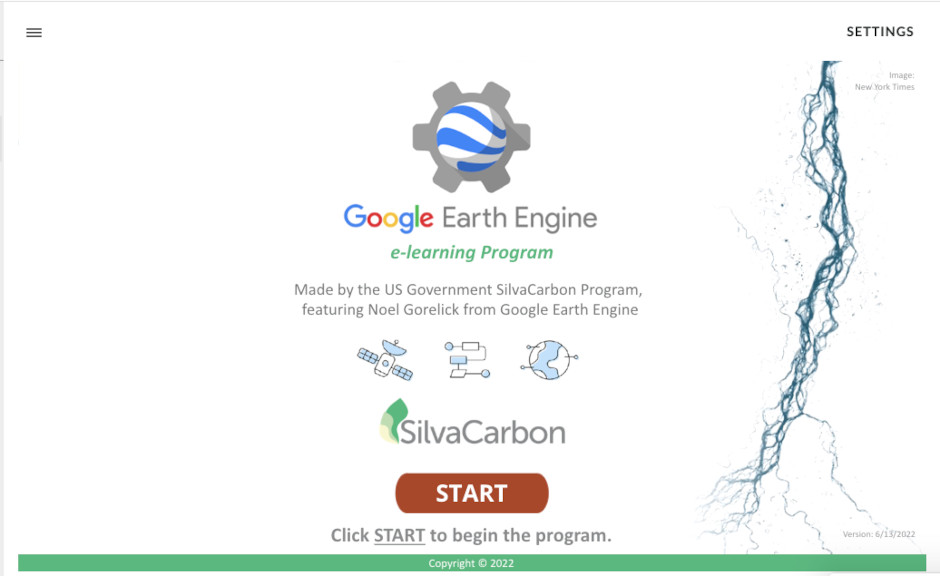 SETTINGS
Image:
New York Times
Google Earth Engine
e-learning Program
Made by the US Government SilvaCarbon Program,
featuring Noel Gorelick from Google Earth Engine
SilvaCarbon
START
Click START to begin the program.
Version: 6/13/2022
Copyright © 2022